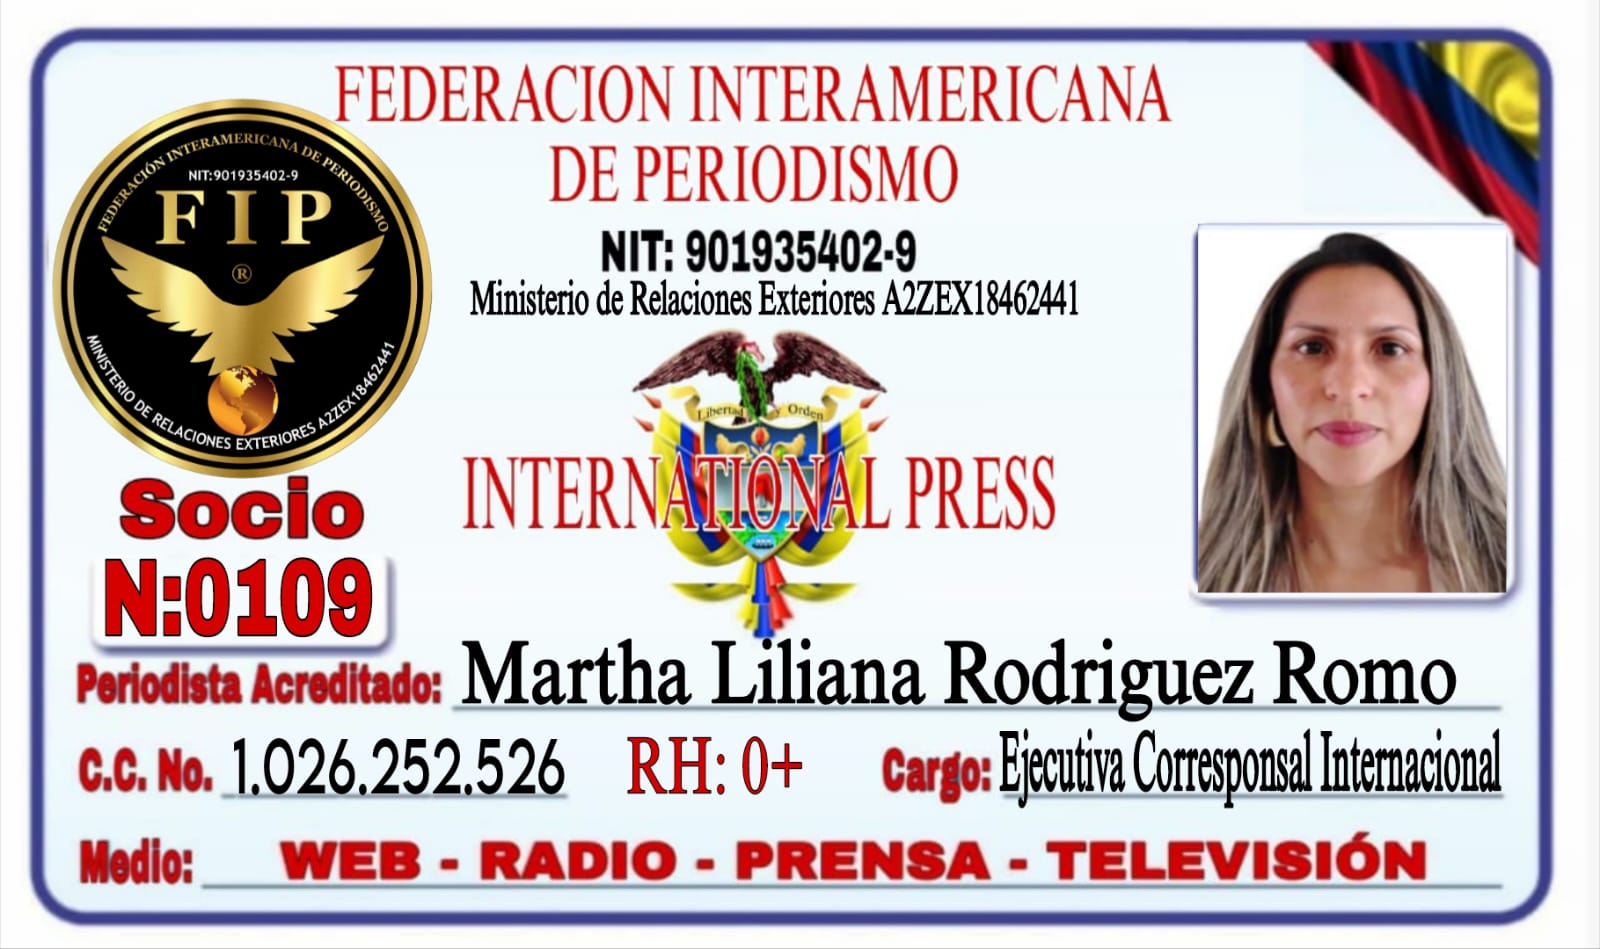 FEDERACION INTERAMERICANA
DE PERIODISMO
NIT: 901935402-9
Ministerio de Relaciones Exteriores A2ZEX18462441
FEDERACIÓN INTERAMERICANA DE PERIODISMO
NIT:901935402-9
FIP
®
MINISTERIO DE RELACIONES EXTERIORES A2ZEX18462441
Libertad y Orden
INTERNATIONAL PRESS
Socio
N:0109
Periodista Acreditado: Martha Liliana Rodriguez Romo
C.C. No. 1.026.252.526 RH: 0+ Cargo: Ejecutiva Corresponsal Internacional
Medio: WEB - RADIO - PRENSA - TELEVISIÓN